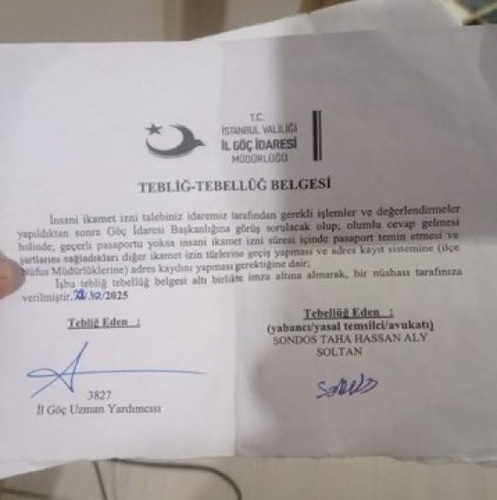 T.C.
İSTANBUL VALİLİĞİ
İL GÖÇ İDARESİ
MÜDÜRLÜĞÜ
TEBLİĞ-TEBELLÜĞ BELGESİ
İnsani ikamet izni talebiniz idaremiz tarafından gerekli işlemler ve değerlendirmeler
yapıldıktan sonra Göç İdaresi Başkanlığına görüş sorulacak olup; olumlu cevap gelmesi
halinde; geçerli pasaportu yoksa insani ikamet izni süresi içinde pasaport temin etmesi ve
şartlarını sağladıkları diğer ikamet izin türlerine geçiş yapması ve adres kayıt sistemine (ilçe
Nüfus Müdürlüklerine) adres kaydını yapması gerektiğine dair;
İşbu tebliğ tebellüğ belgesi altı birlikte imza altına alınarak, bir nüshası tarafınıza
verilmiştir. /12/2025
Tebliğ Eden :
3827
İl Göç Uzman Yardımcısı
Tebellüğ Eden :
(yabancı/yasal temsilci/avukatı)
SONDOS TAHA HASSAN ALY
SOLTAN